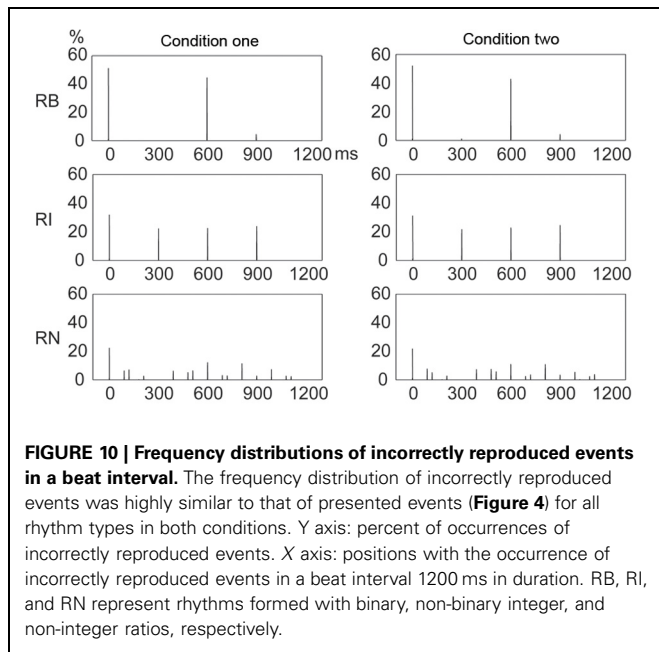 % Condition one Condition two
60 60
40 40
RB
20 20
0 0
0 300 600 900 1200 ms 0 300 600 900 1200
60 60
40 40
RI
20 20
0 0
0 300 600 900 1200 0 300 600 900 1200
60 60
40 40
RN
20 20
0 0
0 300 600 900 1200 0 300 600 900 1200
FIGURE 10 | Frequency distributions of incorrectly reproduced events
in a beat interval. The frequency distribution of incorrectly reproduced
events was highly similar to that of presented events (Figure 4) for all
rhythm types in both conditions. Y axis: percent of occurrences of
incorrectly reproduced events. X axis: positions with the occurrence of
incorrectly reproduced events in a beat interval 1200 ms in duration. RB, RI,
and RN represent rhythms formed with binary, non-binary integer, and
non-integer ratios, respectively.